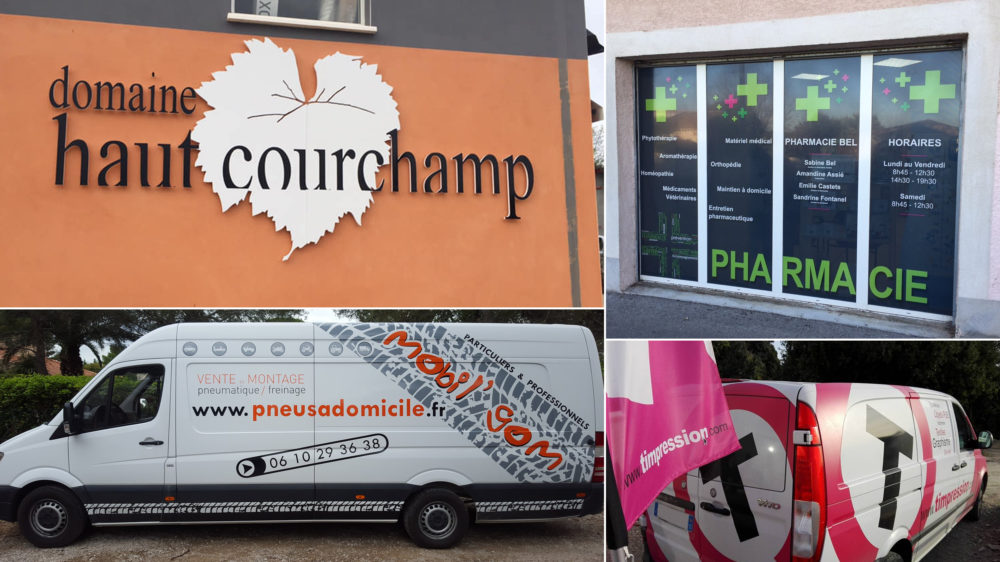 domaine
haut courchamp
Phytothérapie
Aromathérapie
Homéopathie
Médicaments
Vétérinaires
prévention
Matériel médical
Orthopédie
Maintien à domicile
Entretien
pharmaceutique
PHARMACIE BEL
Sabine Bel
Amandine Assié
Emilie Castets
Sandrine Fontanel
HORAIRES
Lundi au Vendredi
8h45 - 12h30
14h30 - 19h30
Samedi
8h45 - 12h30
PHARMACIE
PARTICULIERS & PROFESSIONNELS
mobil'gom
VENTE ET MONTAGE
pneumatique/freinage
www.pneusadomicile.fr
06 10 29 36 38
www.timpression.com
T
T
Graphisme
www.timpression